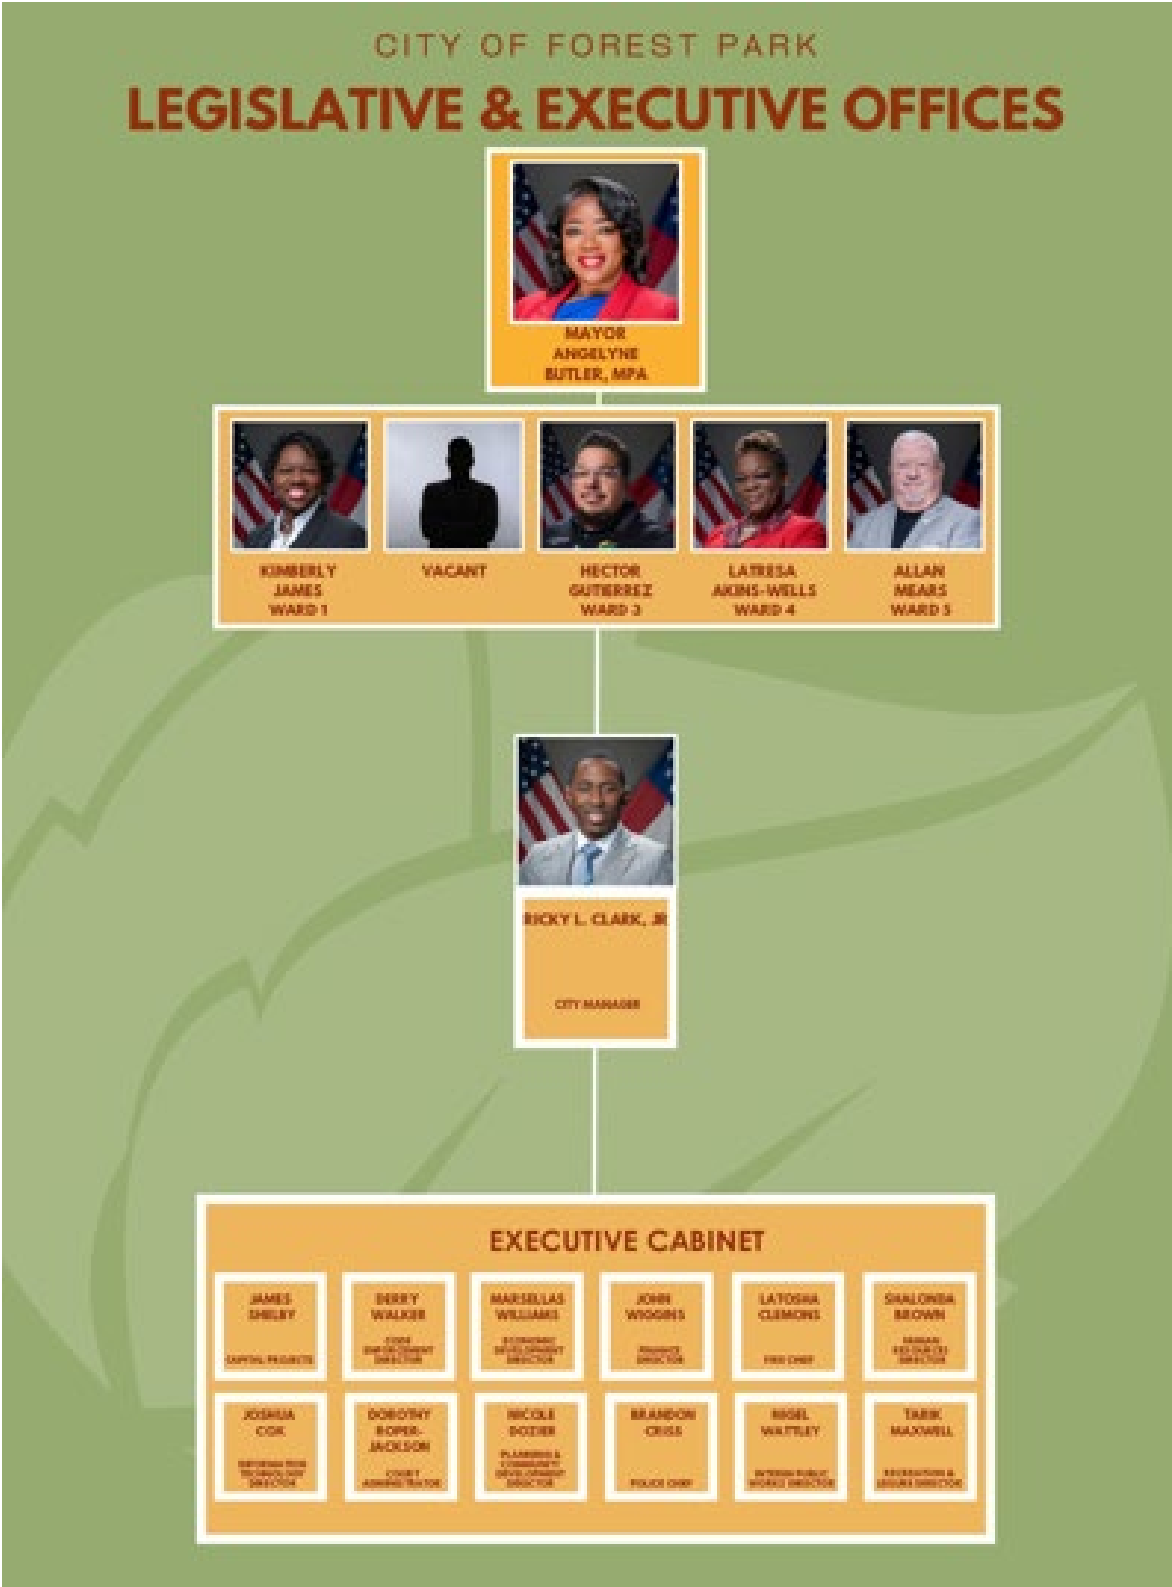 CITY OF FOREST PARK
LEGISLATIVE & EXECUTIVE OFFICES
MAYOR
ANGELYNE
BUTLER, MPA
KIMBERLY
JAMES
WARD 1
VACANT
HECTOR
GUTIERREZ
WARD 3
LATRESA
AKINS-WELLS
WARD 4
ALLAN
MEARS
WARD 5
RICKY L. CLARK, JR
CITY MANAGER
EXECUTIVE CABINET
JAMES
SHELBY
CAPITAL PROJECTS
DERRY
WALKER
CODE
ENFORCEMENT
DIRECTOR
MARSELLAS
WILLIAMS
ECONOMIC
DEVELOPMENT
DIRECTOR
JOHN
WIGGINS
FINANCE
DIRECTOR
LATOSHA
CLEMONS
FIRE CHIEF
SHALONDA
BROWN
HUMAN
RESOURCES
DIRECTOR
JOSHUA
COX
INFORMATION
TECHNOLOGY
DIRECTOR
DOROTHY
ROPER-
JACKSON
COURT
ADMINISTRATOR
NICOLE
DOZIER
PLANNING &
COMMUNITY
DEVELOPMENT
DIRECTOR
BRANDON
CRISS
POLICE CHIEF
NIGEL
WATTLEY
INTERIM PUBLIC
WORKS DIRECTOR
TARIK
MAXWELL
RECREATION &
LEISURE DIRECTOR